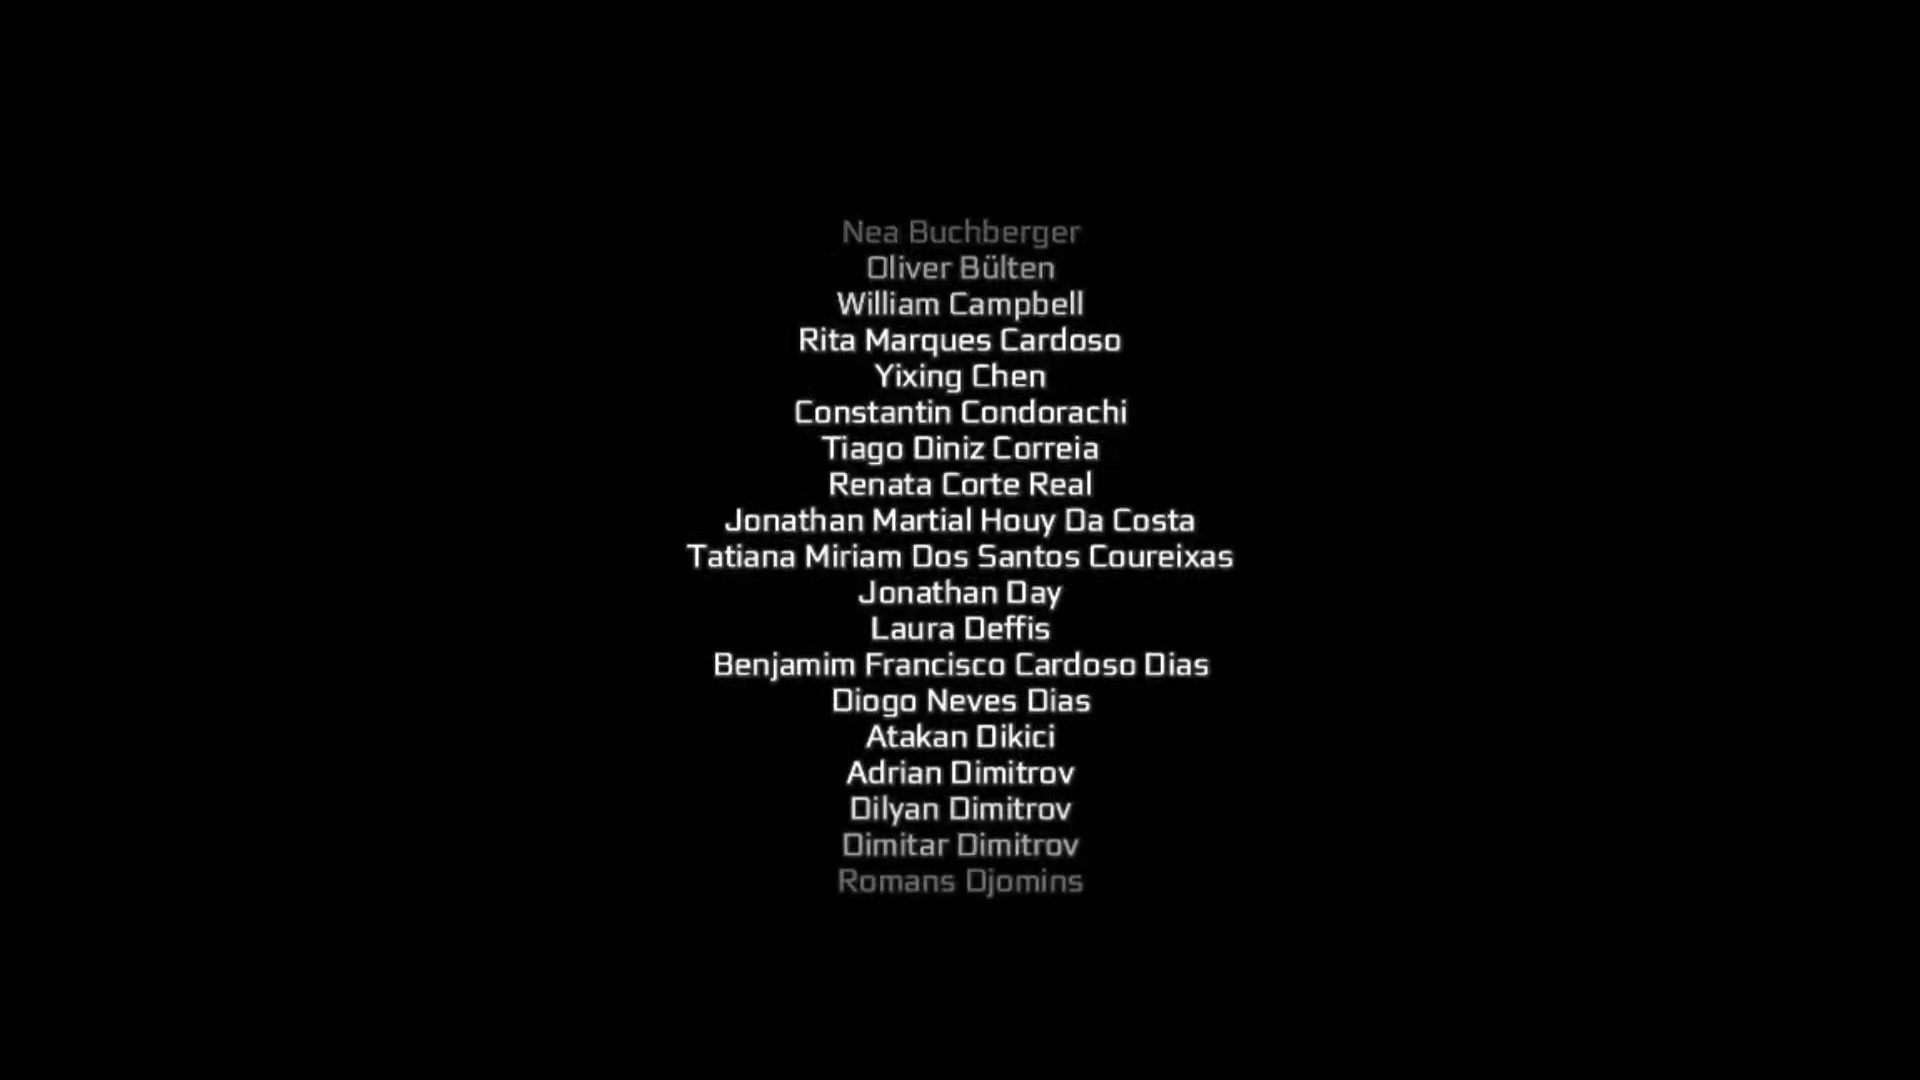 Nea Buchberger
Oliver Bülten
William Campbell
Rita Marques Cardoso
Yixing Chen
Constantin Condorachi
Tiago Diniz Correia
Renata Corte Real
Jonathan Martial Houy Da Costa
Tatiana Miriam Dos Santos Coureixas
Jonathan Day
Laura Deffis
Benjamim Francisco Cardoso Dias
Diogo Neves Dias
Atakan Dikici
Adrian Dimitrov
Dilyan Dimitrov
Dimitar Dimitrov
Romans Djomins